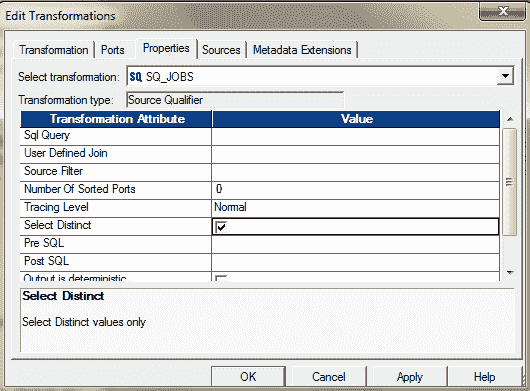 Edit Transformations
Transformation Ports Properties Sources Metadata Extensions
Select transformation: SQ SQ_JOBS
Transformation type: Source Qualifier
Transformation Attribute Value
Sql Query
User Defined Join
Source Filter
Number Of Sorted Ports 0
Tracing Level Normal
Select Distinct
Pre SQL
Post SQL
Output is deterministic
Select Distinct
Select Distinct values only
OK Cancel Apply Help